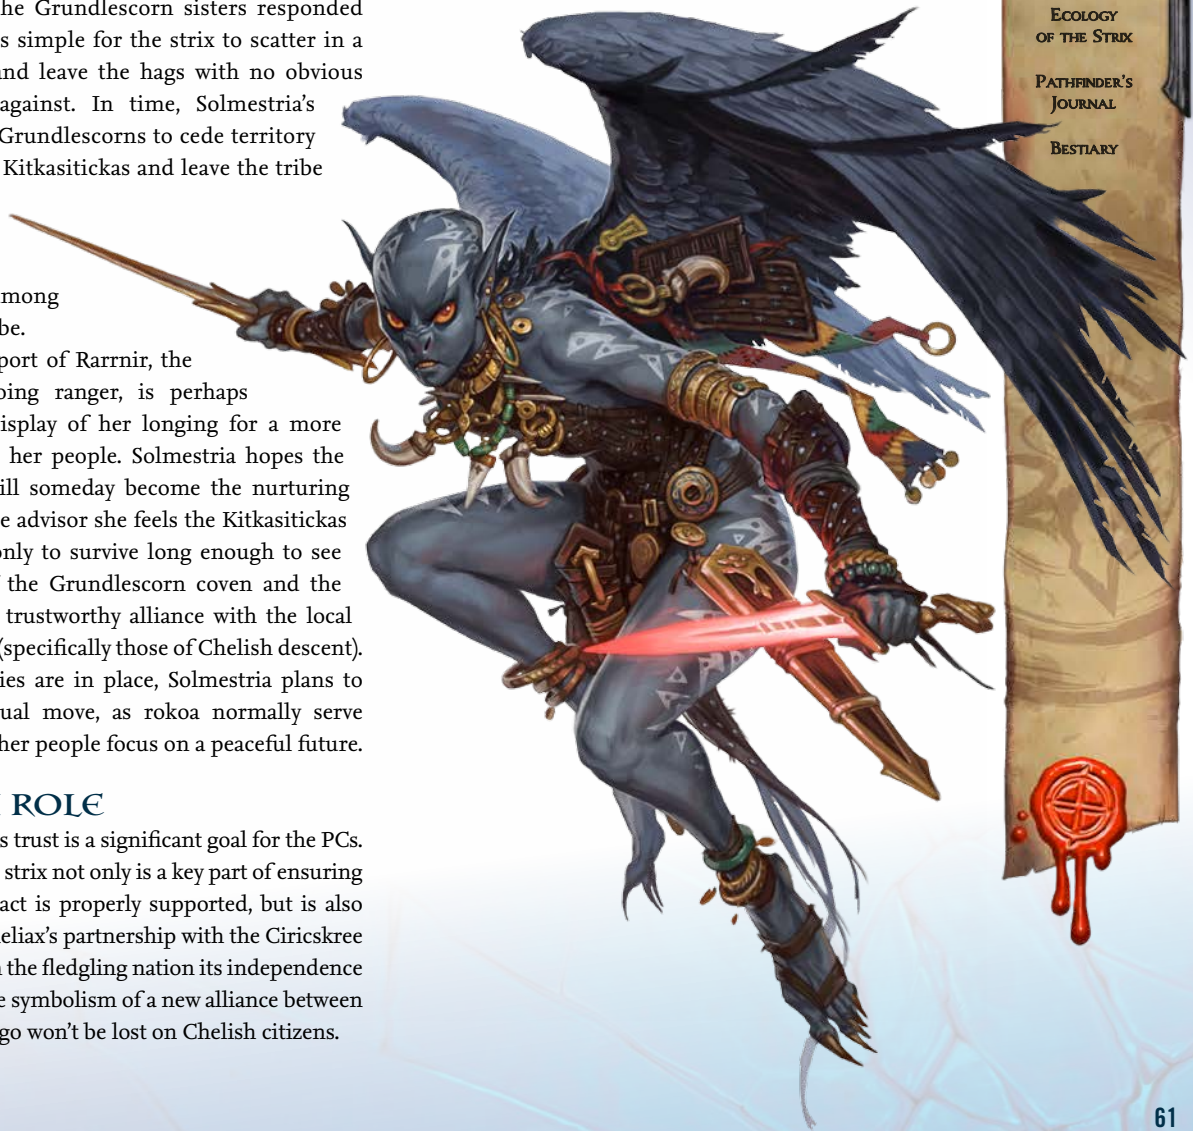 he Grundlescorn sisters responded
s simple for the strix to scatter in a
nd leave the hags with no obvious
against. In time, Solmestria's
Grundlescorns to cede territory
Kitkasitickas and leave the tribe
mong
be.
port of Rarrnir, the
oing ranger, is perhaps
isplay of her longing for a more
her people. Solmestria hopes the
ill someday become the nurturing
e advisor she feels the Kitkasitickas
only to survive long enough to see
the Grundlescorn coven and the
trustworthy alliance with the local
(specifically those of Chelish descent).
ies are in place, Solmestria plans to
ual move, as rokoa normally serve
her people focus on a peaceful future.
ROLE
s trust is a significant goal for the PCs.
strix not only is a key part of ensuring
act is properly supported, but is also
eliax's partnership with the Ciricskree
the fledgling nation its independence
e symbolism of a new alliance between
go won't be lost on Chelish citizens.
Ecology
of the Strix
Pathfinder's
Journal
Bestiary
61